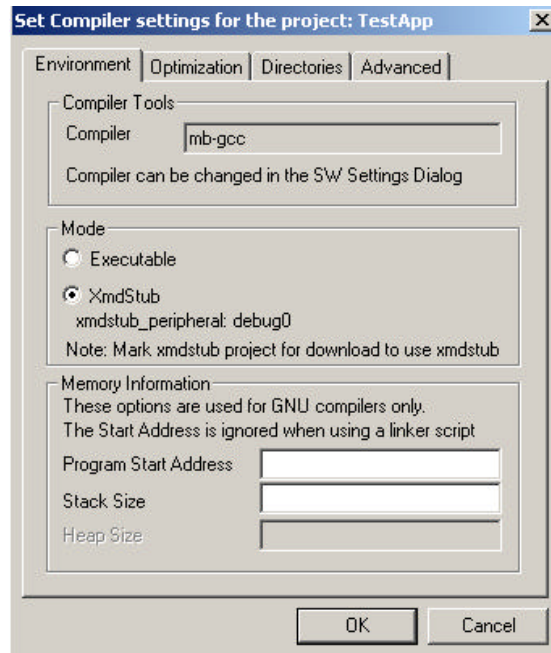 Set Compiler settings for the project: TestApp
Environment Optimization Directories Advanced
Compiler Tools
Compiler mb-gcc
Compiler can be changed in the SW Settings Dialog
Mode
Executable
XmdStub
xmdstub_peripheral: debug0
Note: Mark xmdstub project for download to use xmdstub
Memory Information
These options are used for GNU compilers only.
The Start Address is ignored when using a linker script
Program Start Address
Stack Size
Heap Size
OK Cancel